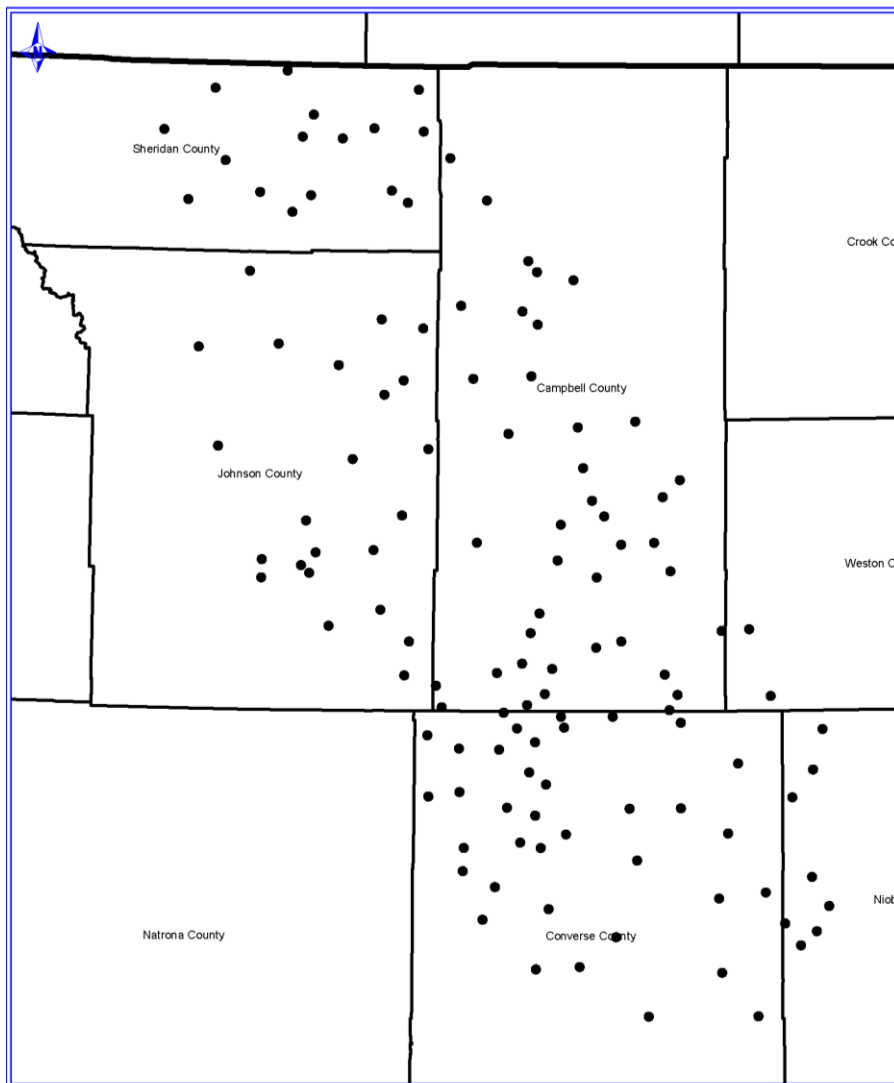 N
Sheridan County
Crook Co
Campbell County
Johnson County
Weston C
Niob
Natrona County
Converse County